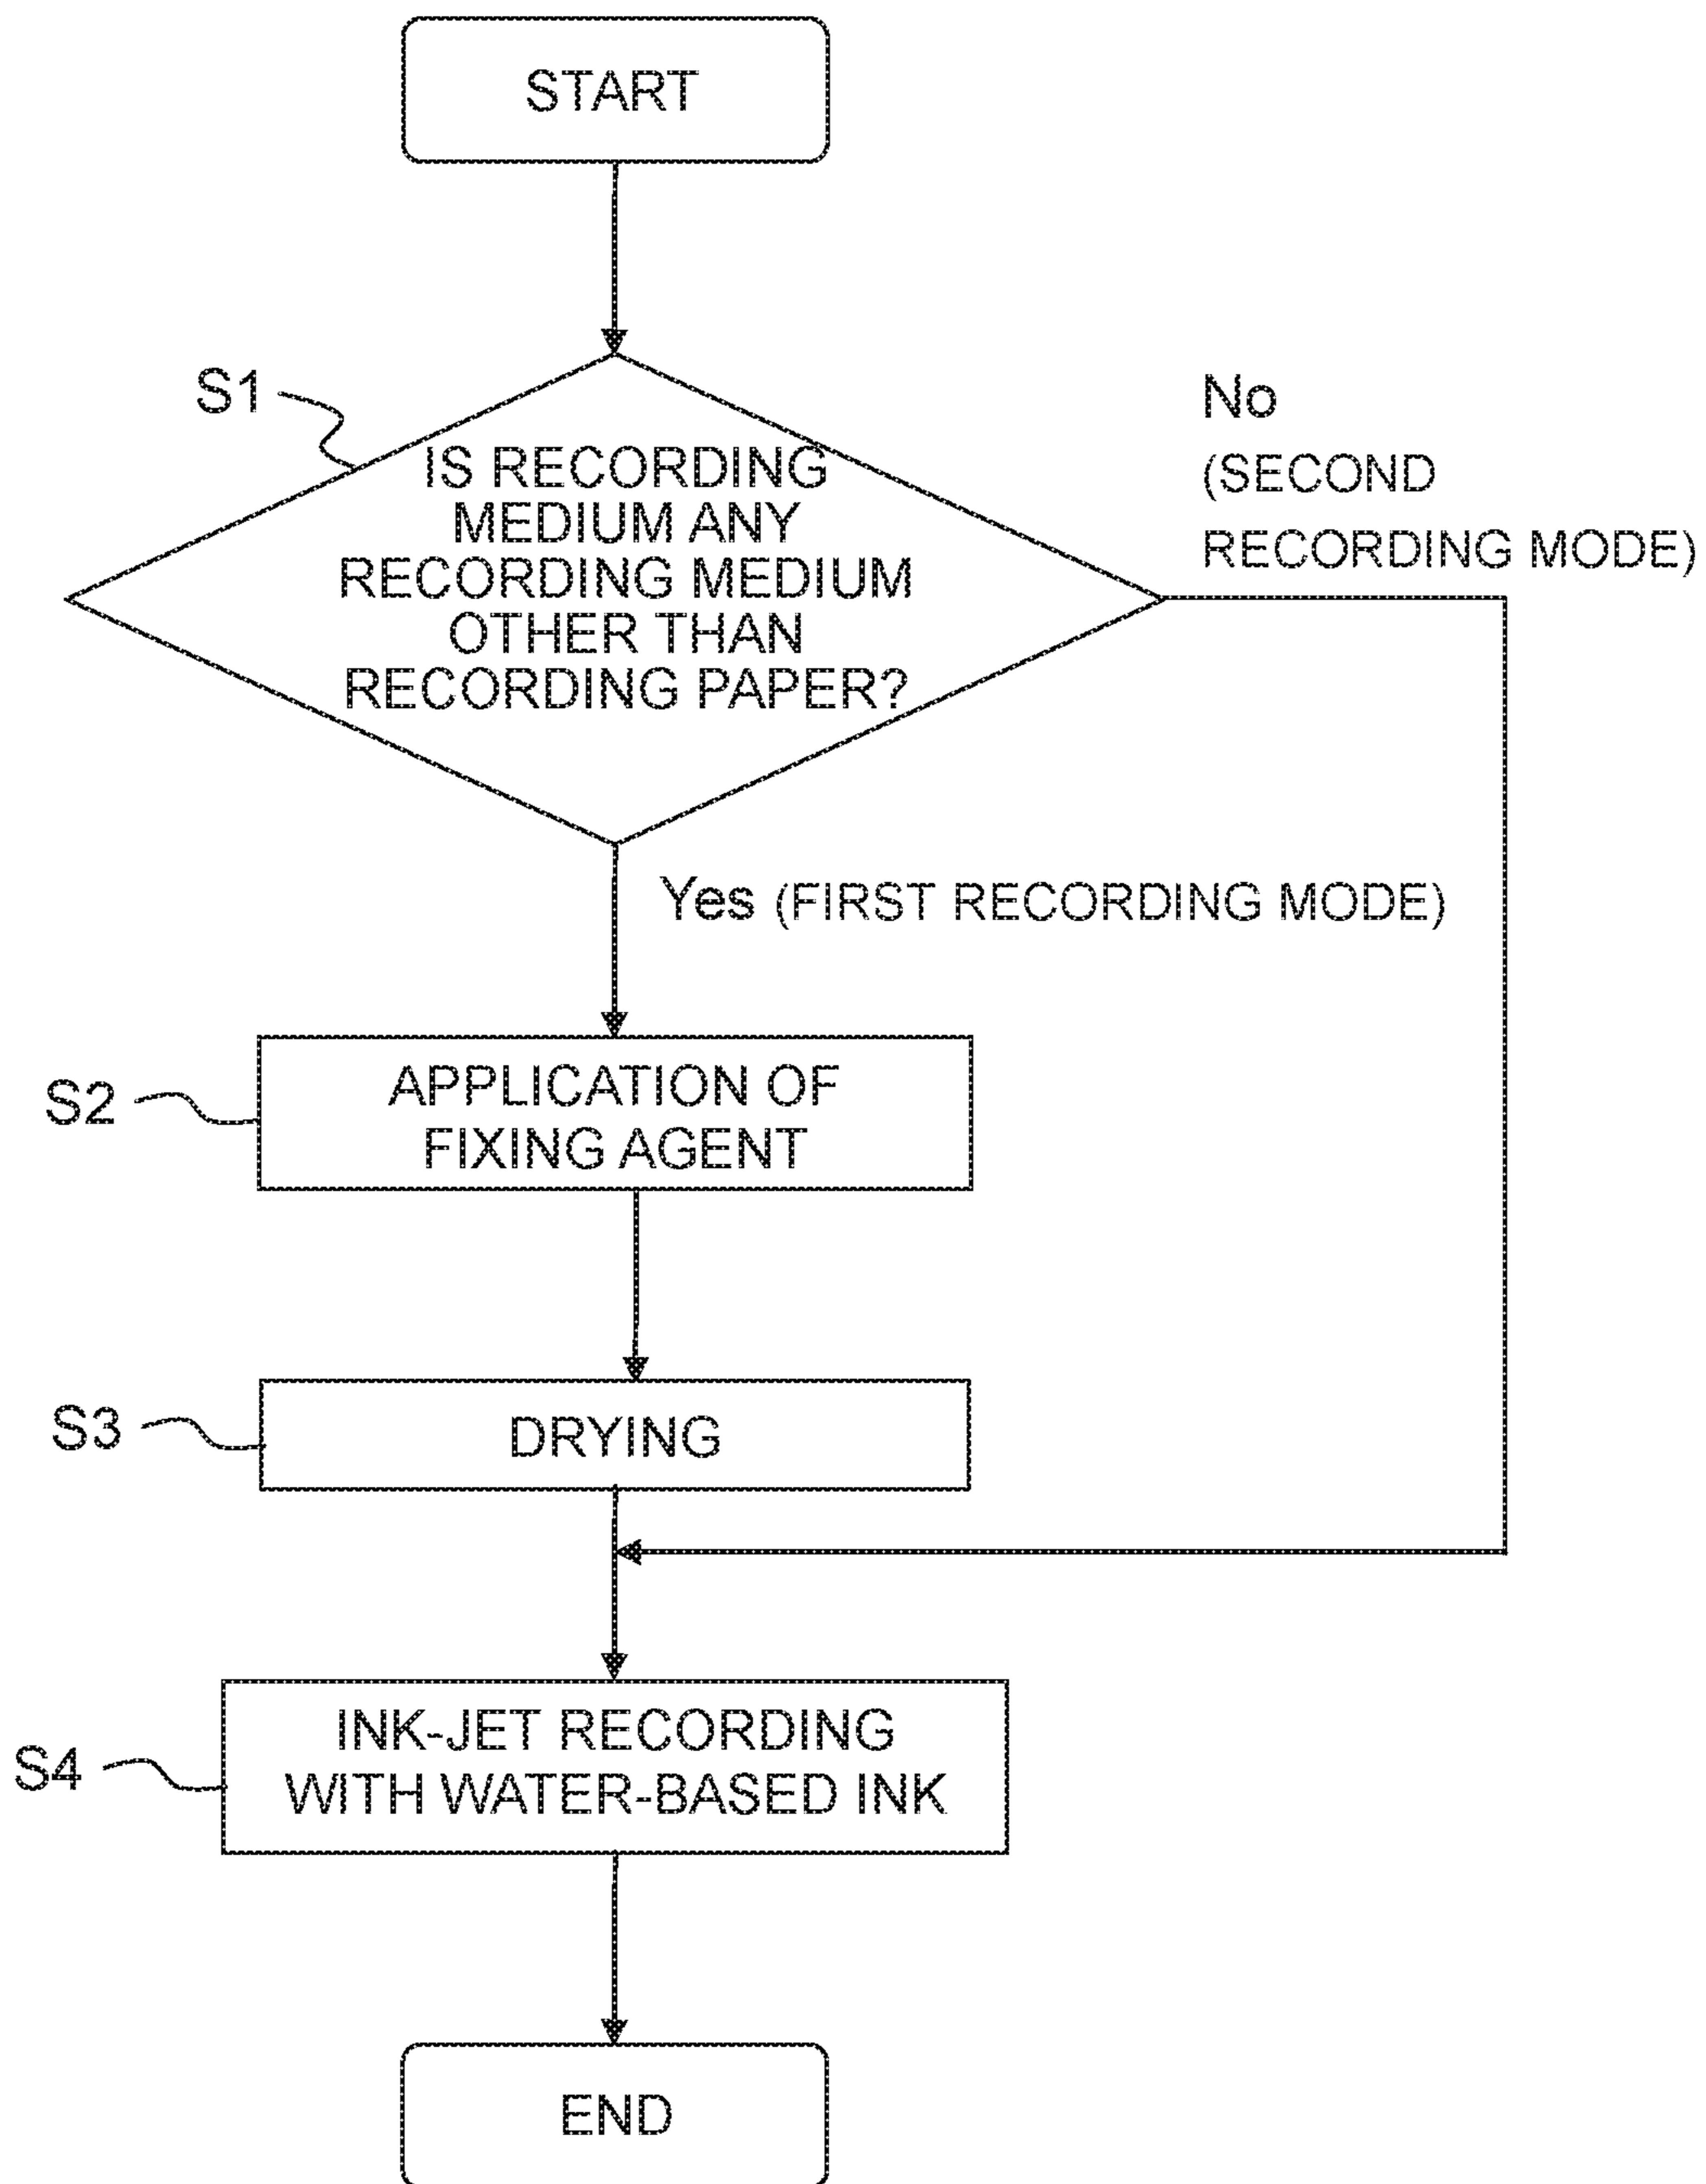 START
S1
IS RECORDING
MEDIUM ANY
RECORDING MEDIUM
OTHER THAN
RECORDING PAPER?
No
(SECOND
RECORDING MODE)
Yes (FIRST RECORDING MODE)
S2
APPLICATION OF
FIXING AGENT
S3
DRYING
S4
INK-JET RECORDING
WITH WATER-BASED INK
END